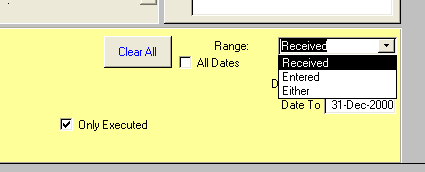 Clear All
Range:
Received
All Dates
Received
Entered
Either
D
Date To 31-Dec-2000
Only Executed